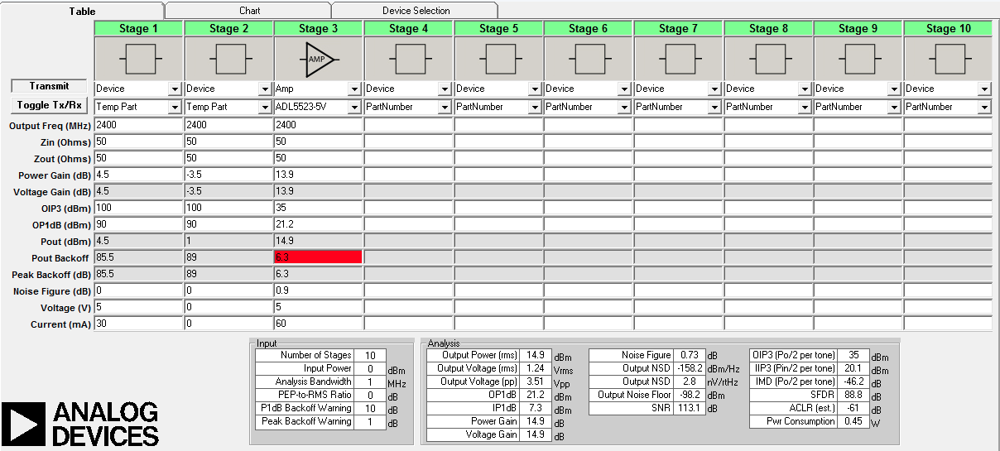 Table Chart Device Selection
Stage 1 Stage 2 Stage 3 Stage 4 Stage 5 Stage 6 Stage 7 Stage 8 Stage 9 Stage 10
AMP
Transmit Device Device Amp Device Device Device Device Device Device Device
Toggle Tx/Rx Temp Part Temp Part ADL5523-5V PartNumber PartNumber PartNumber PartNumber PartNumber PartNumber PartNumber
Output Freq (MHz) 2400 2400 2400
Zin (Ohms) 50 50 50
Zout (Ohms) 50 50 50
Power Gain (dB) 4.5 -3.5 13.9
Voltage Gain (dB) 4.5 -3.5 13.9
OIP3 (dBm) 100 100 35
OP1dB (dBm) 90 90 21.2
Pout (dBm) 4.5 1 14.9
Pout Backoff 85.5 89 6.3
Peak Backoff (dB) 85.5 89 6.3
Noise Figure (dB) 0 0 0.9
Voltage (V) 5 0 5
Current (mA) 30 0 60
Input
Number of Stages 10
Input Power 0 dBm
Analysis Bandwidth 1 MHz
PEP-to-RMS Ratio 0 dB
P1dB Backoff Warning 10 dB
Peak Backoff Warning 1 dB
Analysis
Output Power (rms) 14.9 dBm
Output Voltage (rms) 1.24 Vrms
Output Voltage (pp) 3.51 Vpp
OP1dB 21.2 dBm
IP1dB 7.3 dBm
Power Gain 14.9 dB
Voltage Gain 14.9 dB
Noise Figure 0.73 dB
Output NSD -158.2 dBm/Hz
Output NSD 2.8 nV/rtHz
Output Noise Floor -98.2 dBm
SNR 113.1 dB
OIP3 (Po/2 per tone) 35 dBm
IIP3 (Pin/2 per tone) 20.1 dBm
IMD (Po/2 per tone) -46.2 dB
SFDR 88.8 dB
ACLR (est.) -61 dB
Pwr Consumption 0.45 W
ANALOG
DEVICES